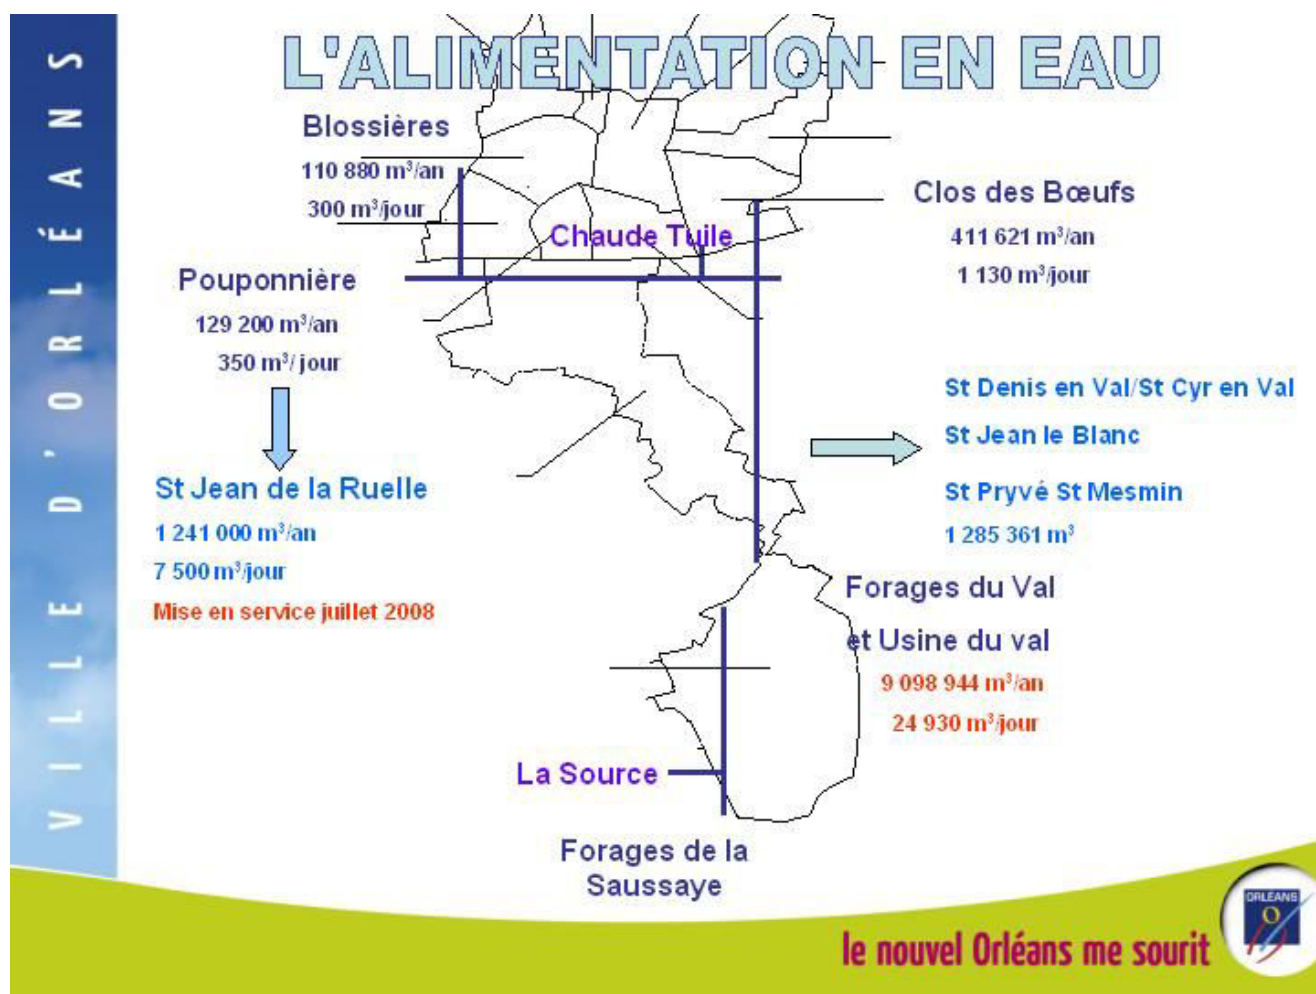 VILLE D'ORLÉANS
L'ALIMENTATION EN EAU
Blossières
110 880 m³/an
300 m³/jour
Clos des Bœufs
411 621 m³/an
1 130 m³/jour
Chaude Tuile
Pouponnière
129 200 m³/an
350 m³/ jour
St Denis en Val/St Cyr en Val
St Jean le Blanc
St Pryvé St Mesmin
1 285 361 m³
St Jean de la Ruelle
1 241 000 m³/an
7 500 m³/jour
Mise en service juillet 2008
Forages du Val
et Usine du val
9 098 944 m³/an
24 930 m³/jour
La Source
Forages de la
Saussaye
le nouvel Orléans me sourit
ORLÉANS